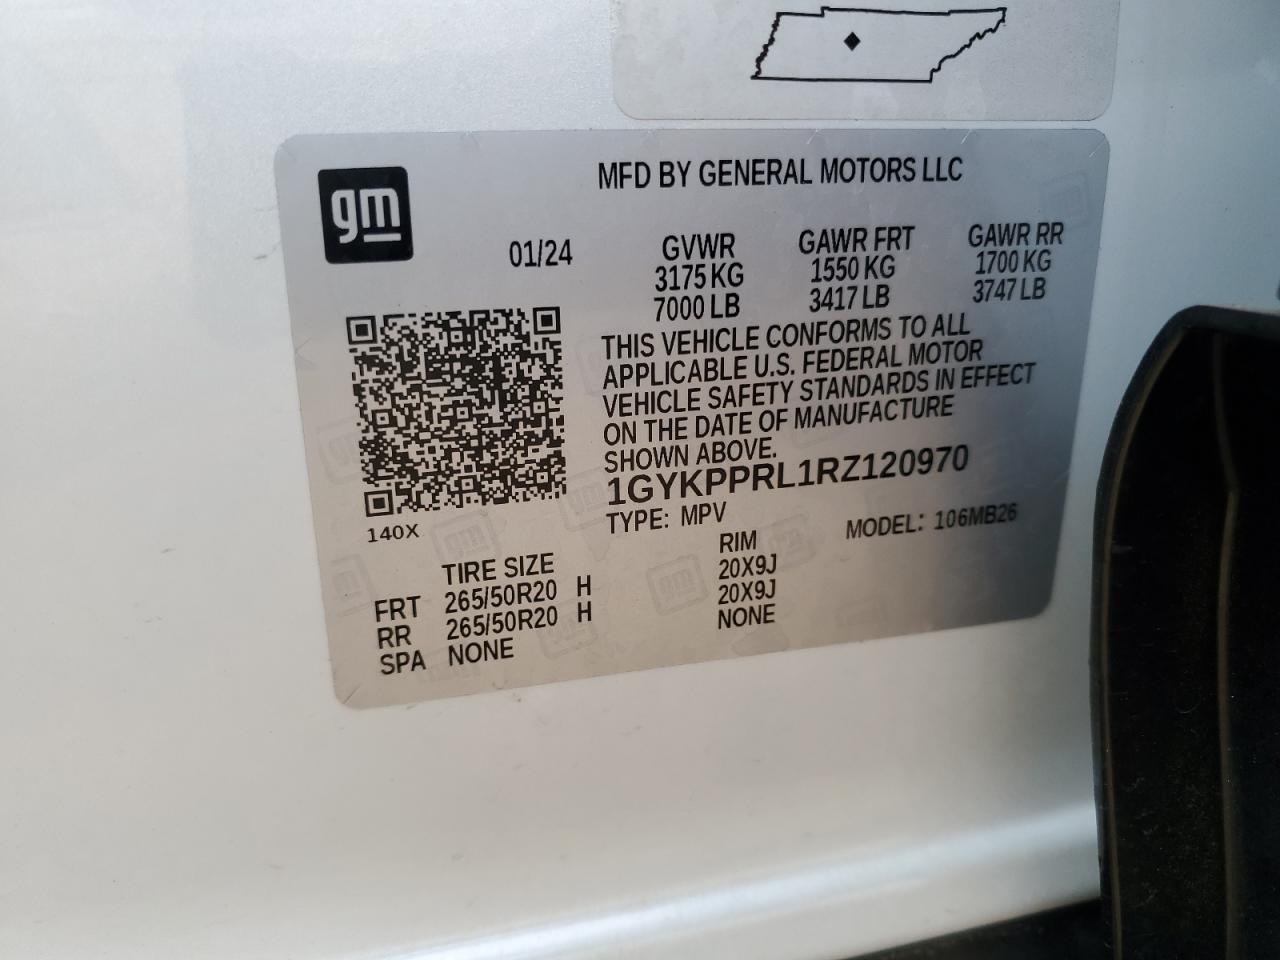 gm
MFD BY GENERAL MOTORS LLC
01/24
GVWR
3175 KG
7000 LB
GAWR FRT
1550 KG
3417 LB
GAWR RR
1700 KG
3747 LB
THIS VEHICLE CONFORMS TO ALL
APPLICABLE U.S. FEDERAL MOTOR
VEHICLE SAFETY STANDARDS IN EFFECT
ON THE DATE OF MANUFACTURE
SHOWN ABOVE.
1GYKPPRL1RZ120970
TYPE: MPV
MODEL: 106MB26
140X
TIRE SIZE
RIM
FRT 265/50R20 H 20X9J
RR 265/50R20 H 20X9J
SPA NONE NONE